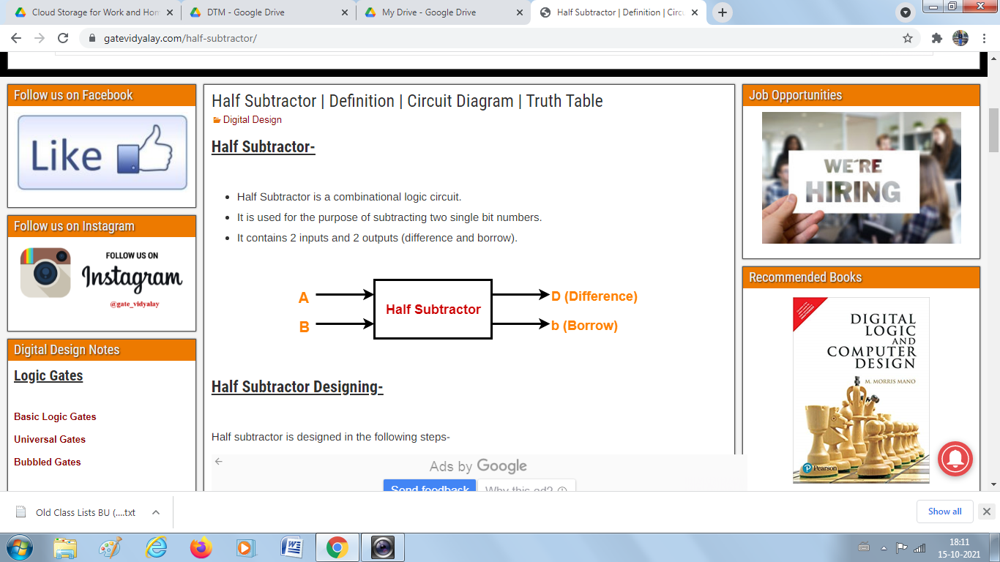 Cloud Storage for Work and Hom
DTM - Google Drive
My Drive - Google Drive
Half Subtractor | Definition | Circu
gatevidyalay.com/half-subtractor/
Follow us on Facebook
Like
Follow us on Instagram
FOLLOW US ON
Instagram
@gate_vidyalay
Digital Design Notes
Logic Gates
Basic Logic Gates
Universal Gates
Bubbled Gates
Half Subtractor | Definition | Circuit Diagram | Truth Table
Digital Design
Half Subtractor-
• Half Subtractor is a combinational logic circuit.
• It is used for the purpose of subtracting two single bit numbers.
• It contains 2 inputs and 2 outputs (difference and borrow).
A
B
Half Subtractor
D (Difference)
b (Borrow)
Half Subtractor Designing-
Half subtractor is designed in the following steps-
Ads by Google
Send feedback
Why this ad?
Job Opportunities
WE'RE
HIRING
Recommended Books
DIGITAL
LOGIC
AND
COMPUTER
DESIGN
M. MORRIS MANO
Pearson
Old Class Lists BU (....txt
Show all
18:11
15-10-2021